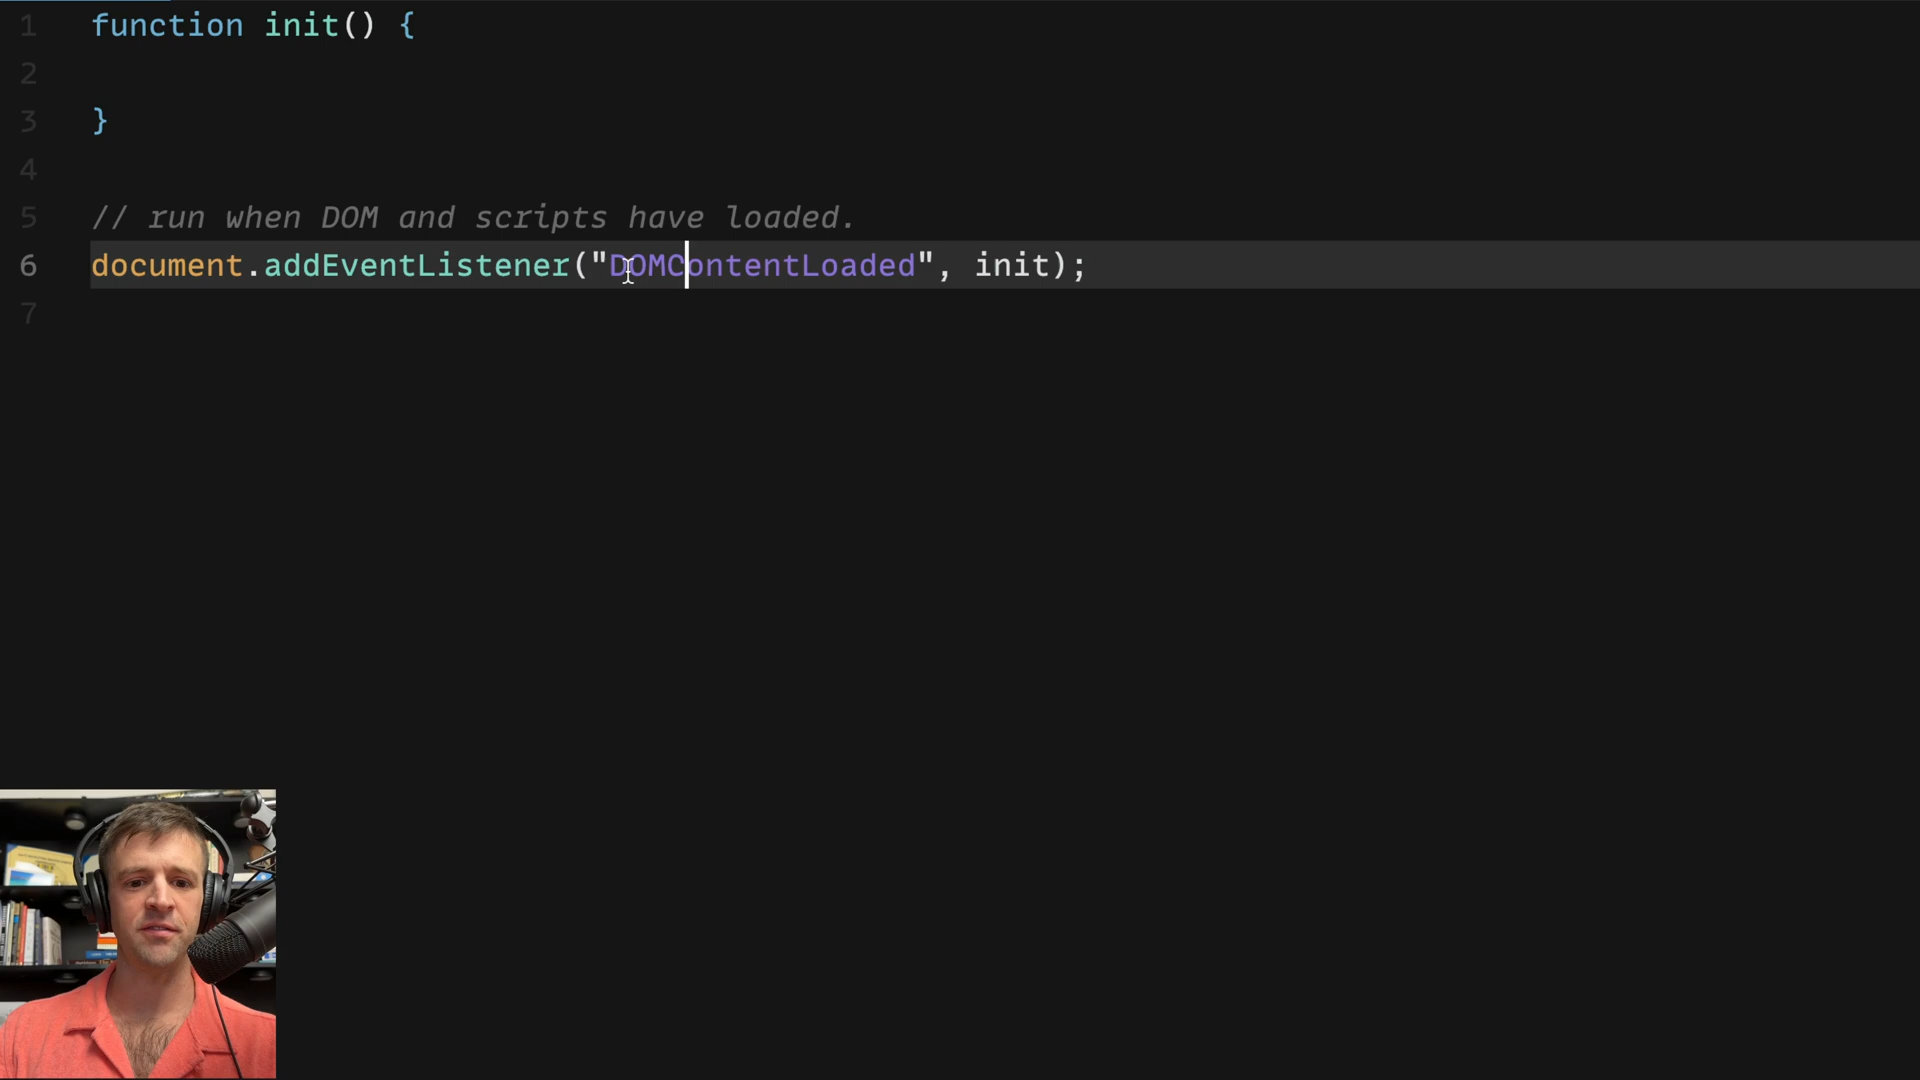 1 function init() {
2
3 }
4
5 // run when DOM and scripts have loaded.
6 document.addEventListener("DOMContentLoaded", init);
7